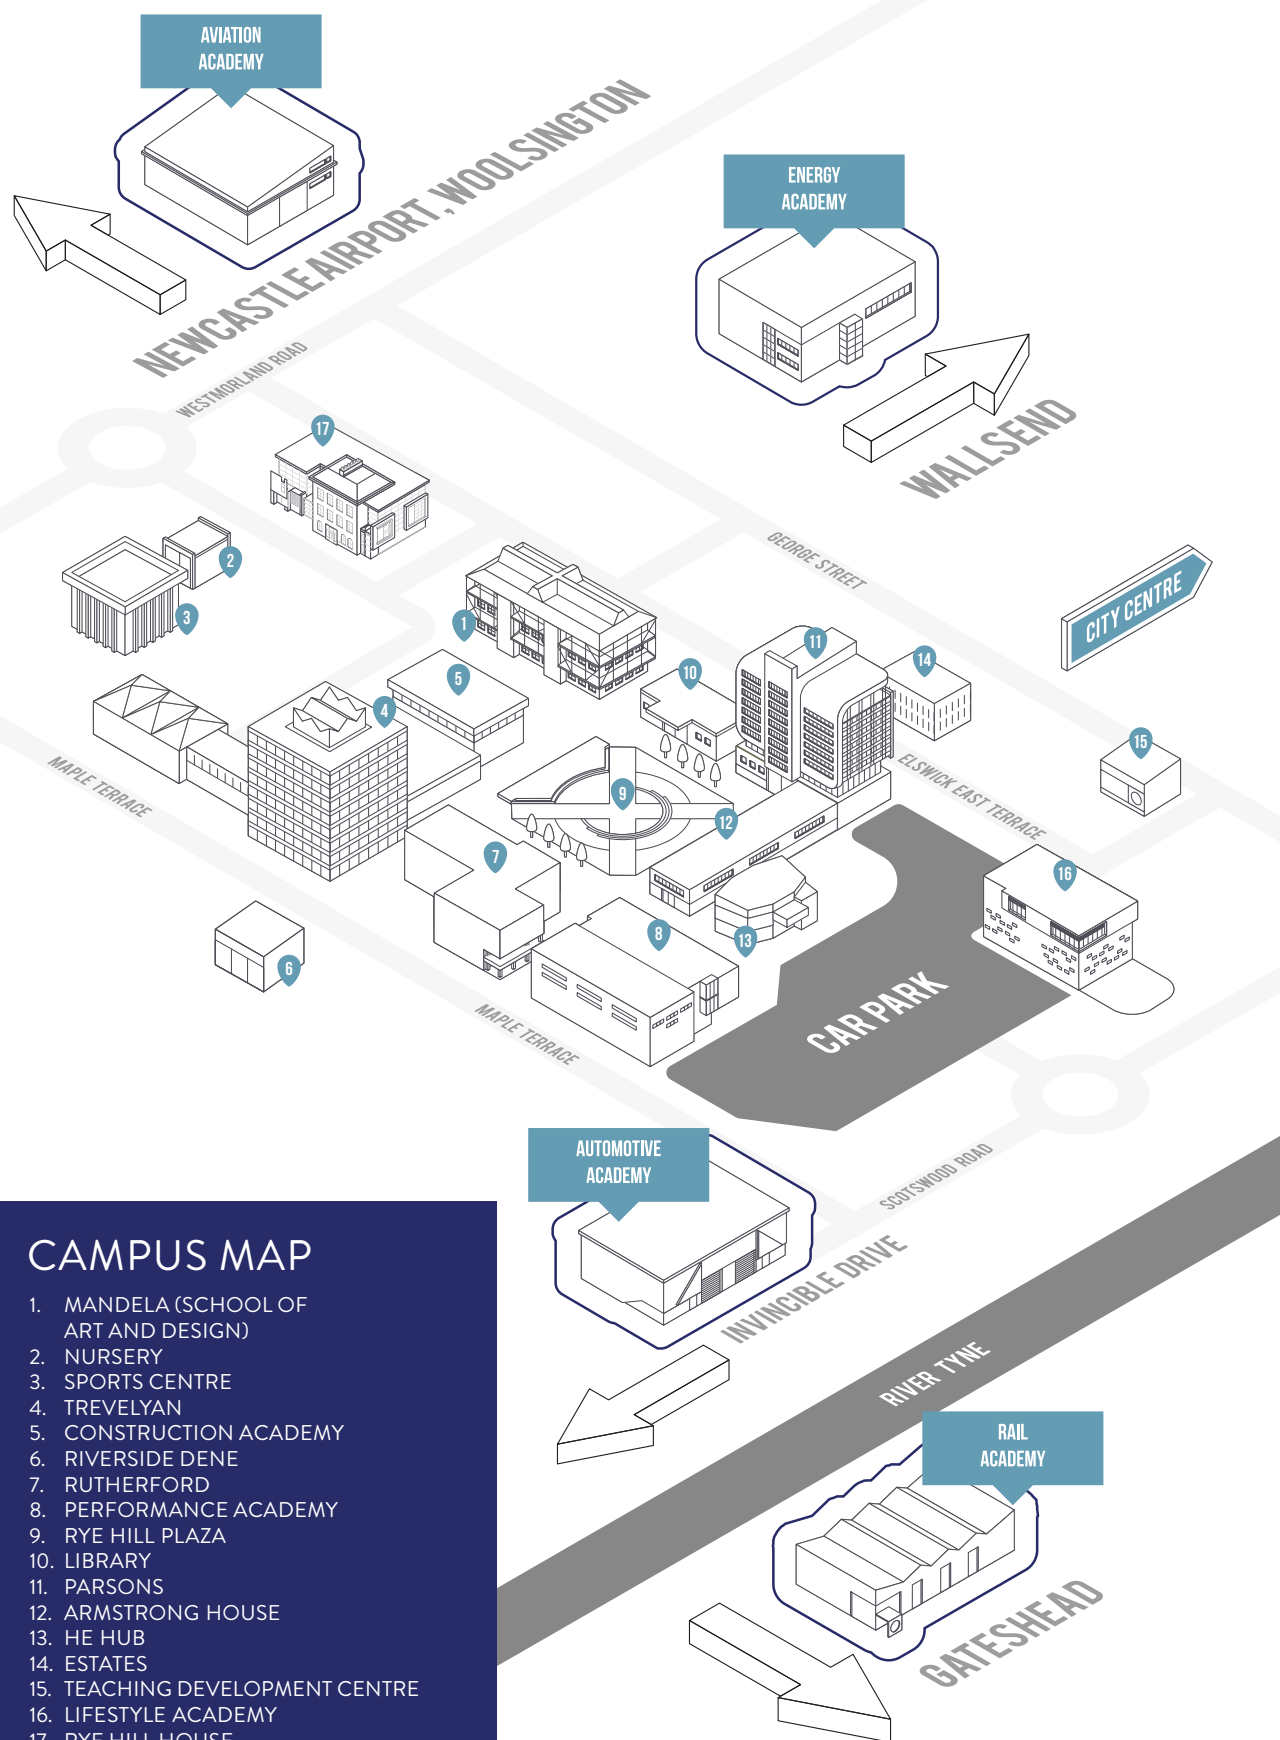 AVIATION
ACADEMY
NEWCASTLE AIRPORT, WOOLSINGTON
ENERGY
ACADEMY
WALLSEND
WESTMORLAND ROAD
17
GEORGE STREET
CITY CENTRE
2
3
1
11
14
10
5
4
15
MAPLE TERRACE
ELSWICK EAST TERRACE
9
12
7
16
8
13
6
CAR PARK
MAPLE TERRACE
AUTOMOTIVE
ACADEMY
SCOTSWOOD ROAD
INVINCIBLE DRIVE
RIVER TYNE
RAIL
ACADEMY
GATESHEAD
CAMPUS MAP
1. MANDELA (SCHOOL OF
ART AND DESIGN)
2. NURSERY
3. SPORTS CENTRE
4. TREVELYAN
5. CONSTRUCTION ACADEMY
6. RIVERSIDE DENE
7. RUTHERFORD
8. PERFORMANCE ACADEMY
9. RYE HILL PLAZA
10. LIBRARY
11. PARSONS
12. ARMSTRONG HOUSE
13. HE HUB
14. ESTATES
15. TEACHING DEVELOPMENT CENTRE
16. LIFESTYLE ACADEMY
17. RYE HILL HOUSE